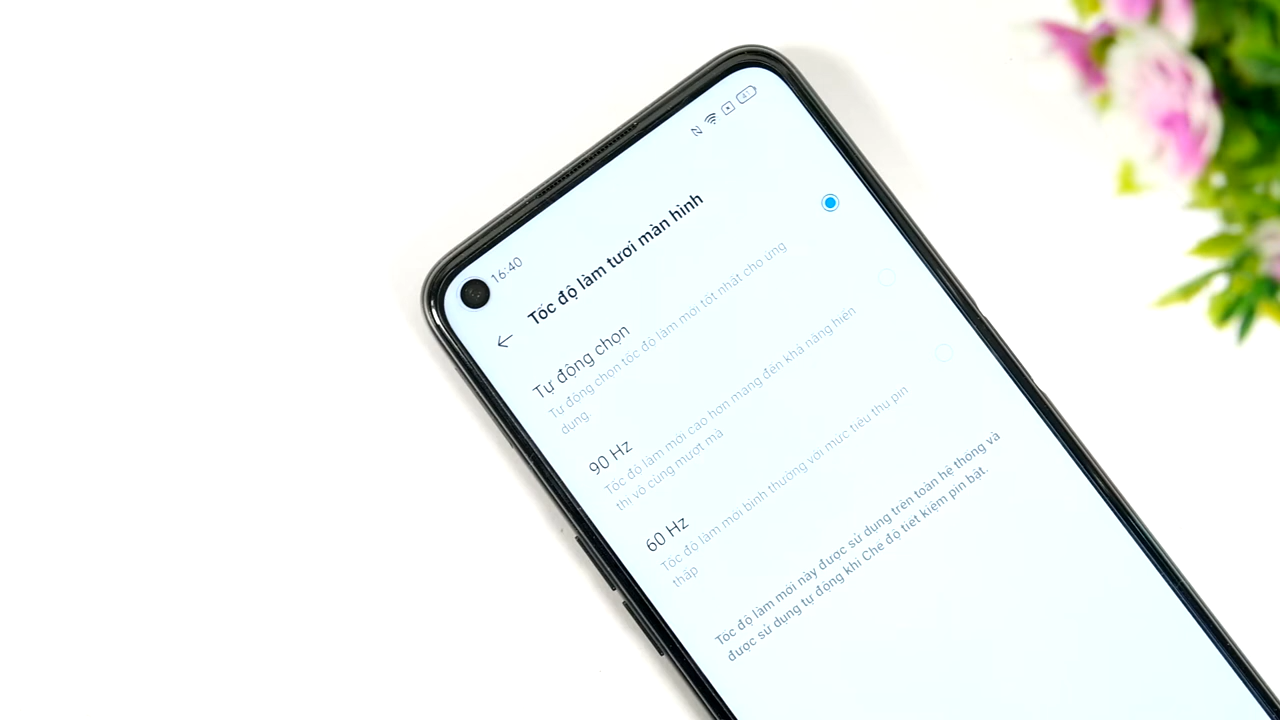 16:40
41
Tốc độ làm tươi màn hình
Tự động chọn
Tự động chọn tốc độ làm mới tốt nhất cho ứng
dụng.
90 Hz
Tốc độ làm mới cao hơn mang đến khả năng hiển
thị vô cùng mượt mà
60 Hz
Tốc độ làm mới bình thường với mức tiêu thụ pin
thấp
Tốc độ làm mới này được sử dụng trên toàn hệ thống và
được sử dụng tự động khi Chế độ tiết kiệm pin bật.